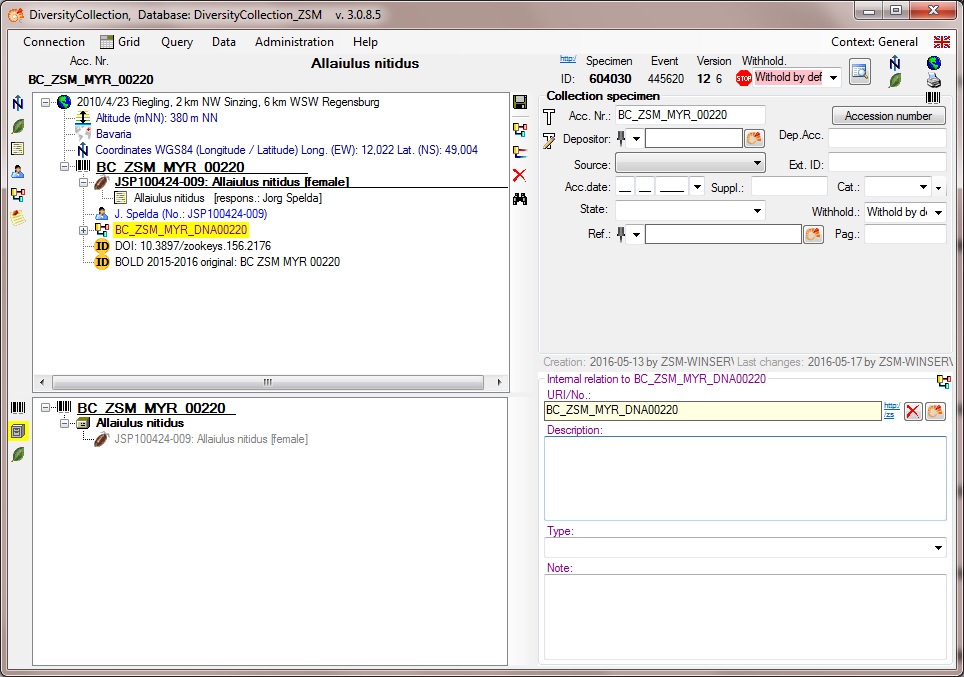 DiversityCollection, Database: DiversityCollection_ZSM v. 3.0.8.5
Connection Grid Query Data Administration Help Context: General
Acc. Nr.
BC_ZSM_MYR_00220
Allaiulus nitidus
http:/ Specimen Event Version Withhold.
ID: 604030 445620 12 6 STOP Withold by def
2010/4/23 Riegling, 2 km NW Sinzing, 6 km WSW Regensburg
Altitude (mNN): 380 m NN
Bavaria
Coordinates WGS84 (Longitude / Latitude) Long. (EW): 12,022 Lat. (NS): 49,004
BC_ZSM_MYR_00220
JSP100424-009: Allaiulus nitidus [female]
Allaiulus nitidus [respons.: Jorg Spelda]
J. Spelda (No.: JSP100424-009)
BC_ZSM_MYR_DNA00220
ID DOI: 10.3897/zookeys.156.2176
ID BOLD 2015-2016 original: BC ZSM MYR 00220
Collection specimen
Acc. Nr.: BC_ZSM_MYR_00220 Accession number
Depositor: Dep.Acc.
Source: Ext. ID:
Acc.date: __ __ ____ Suppl.: Cat.:
State: Withhold.: Withold by d
Ref.: Pag.:
Creation: 2016-05-13 by ZSM-WINSER\ Last changes: 2016-05-17 by ZSM-WINSER\
BC_ZSM_MYR_00220
Allaiulus nitidus
JSP100424-009: Allaiulus nitidus [female]
Internal relation to BC_ZSM_MYR_DNA00220
URI/No.:
BC_ZSM_MYR_DNA00220 http:/ /zs
Description:
Type:
Note: